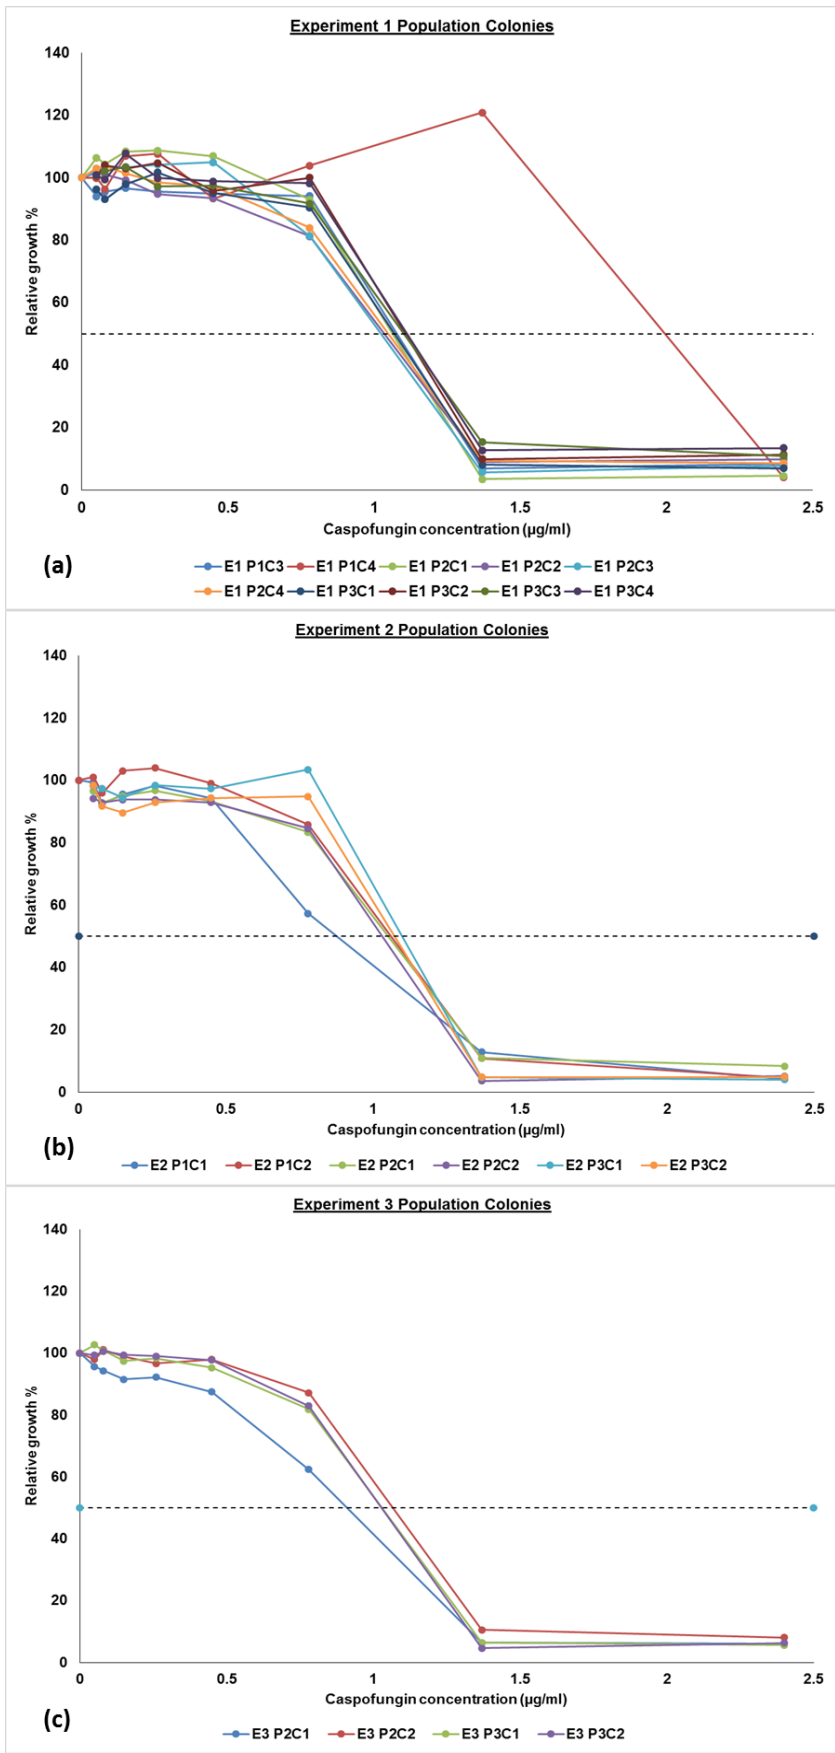 Experiment 1 Population Colonies
140
120
100
80
60
40
20
0
Relative growth %
0 0.5 1 1.5 2 2.5
Caspofungin concentration (µg/ml)
(a)
E1 P1C3 E1 P1C4 E1 P2C1 E1 P2C2 E1 P2C3
E1 P2C4 E1 P3C1 E1 P3C2 E1 P3C3 E1 P3C4
Experiment 2 Population Colonies
140
120
100
80
60
40
20
0
Relative growth %
0 0.5 1 1.5 2 2.5
Caspofungin concentration (µg/ml)
(b)
E2 P1C1 E2 P1C2 E2 P2C1 E2 P2C2 E2 P3C1 E2 P3C2
Experiment 3 Population Colonies
140
120
100
80
60
40
20
0
Relative growth %
0 0.5 1 1.5 2 2.5
Caspofungin concentration (µg/ml)
(c)
E3 P2C1 E3 P2C2 E3 P3C1 E3 P3C2